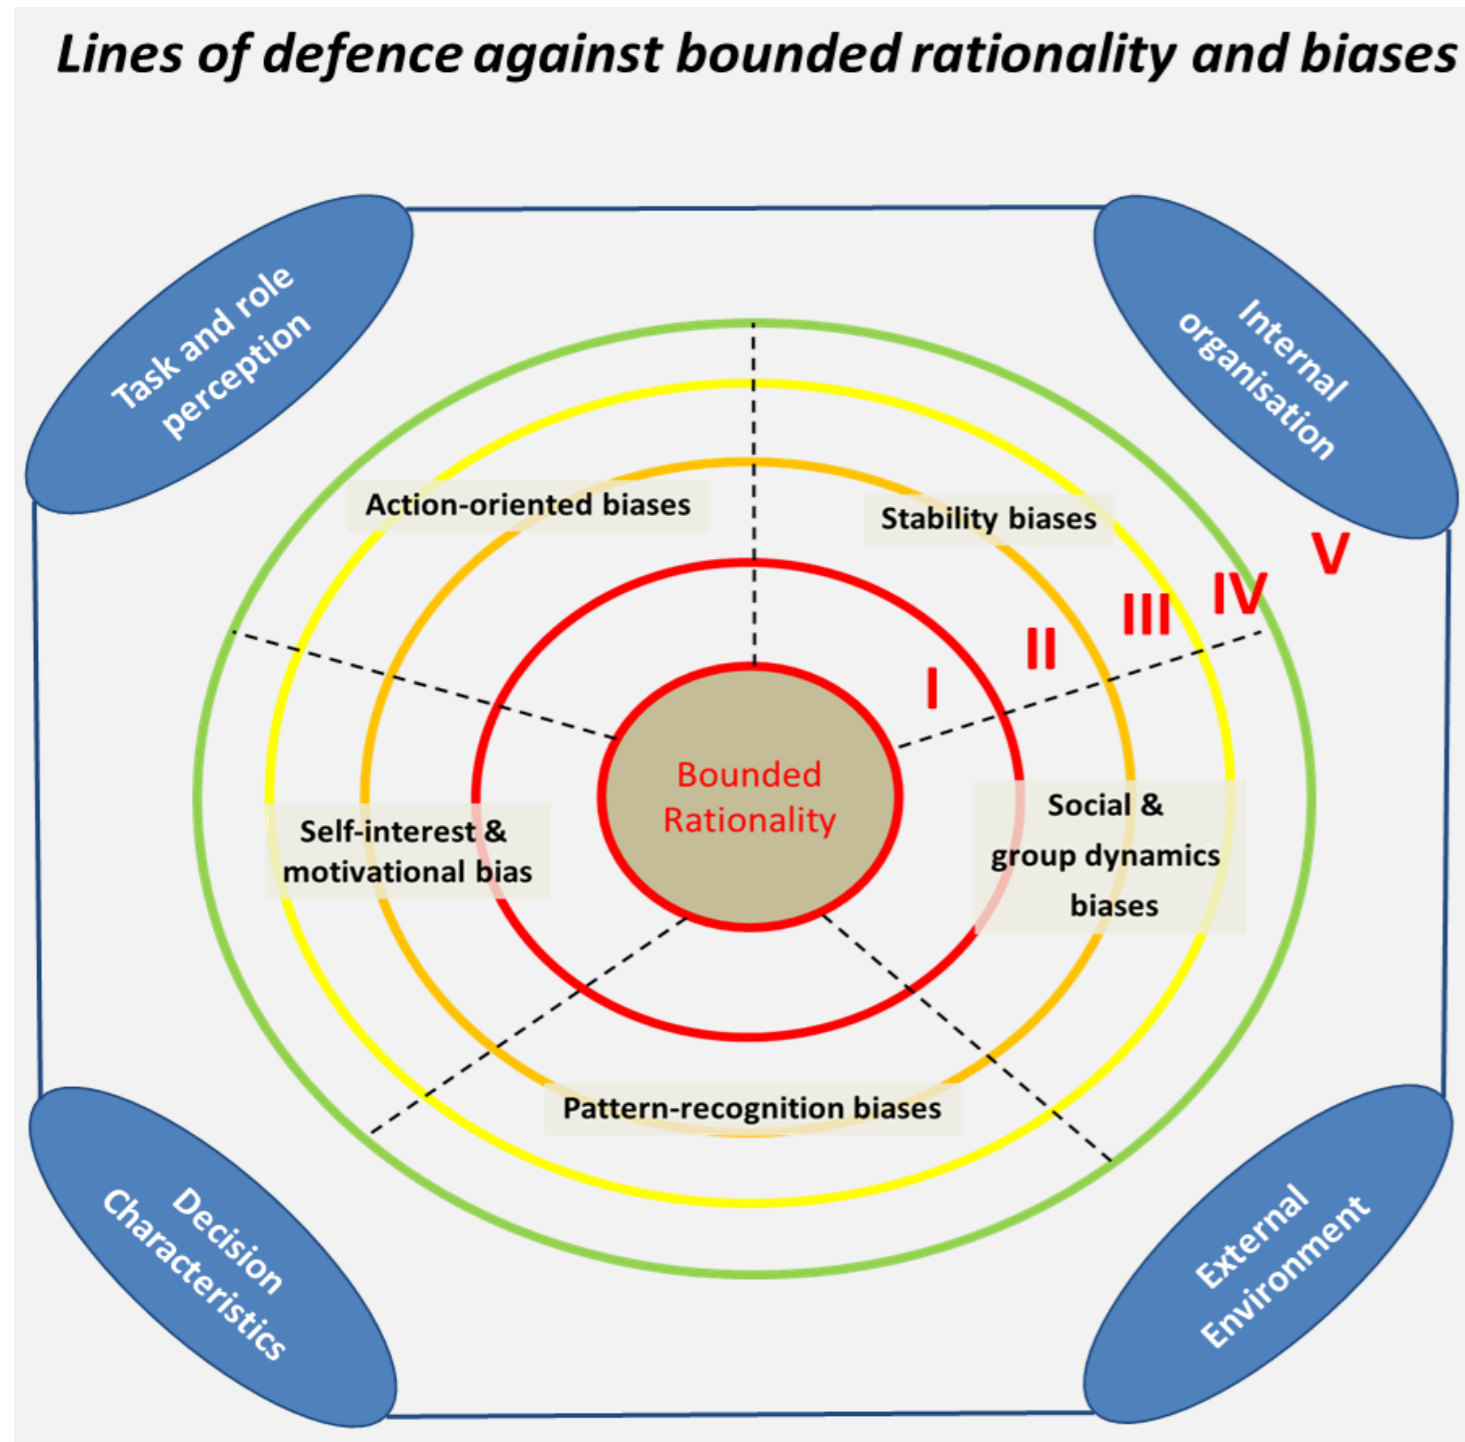 Lines of defence against bounded rationality and biases
Task and role
perception
Internal
organisation
Action-oriented biases
Stability biases
V
IV
III
II
I
Bounded
Rationality
Self-interest &
motivational bias
Social &
group dynamics
biases
Pattern-recognition biases
Decision
Characteristics
External
Environment